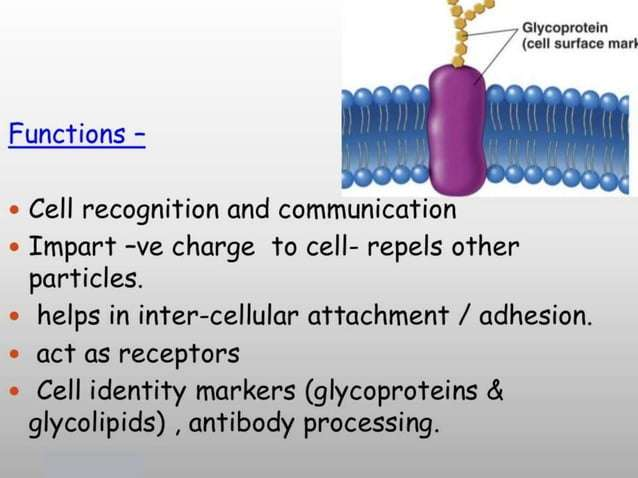 Glycoprotein
(cell surface mark
Functions –
• Cell recognition and communication
• Impart –ve charge to cell- repels other
particles.
• helps in inter-cellular attachment / adhesion.
• act as receptors
• Cell identity markers (glycoproteins &
glycolipids) , antibody processing.